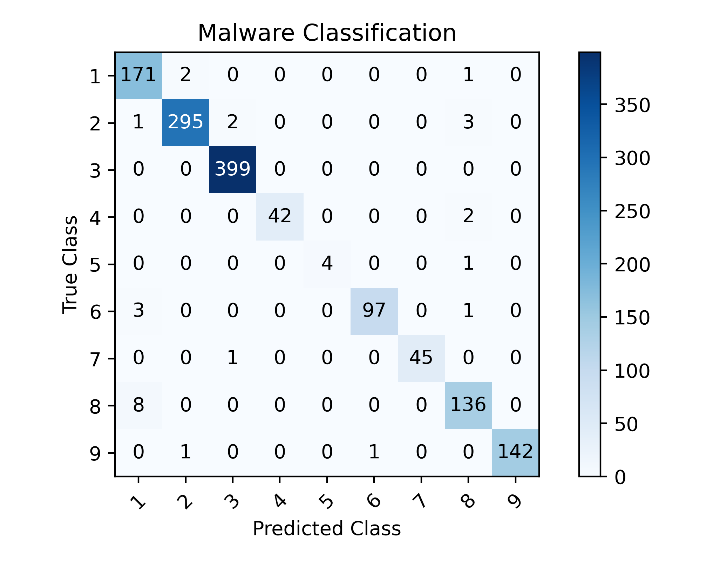 Malware Classification
1 171 2 0 0 0 0 0 1 0
2 1 295 2 0 0 0 0 3 0
3 0 0 399 0 0 0 0 0 0
4 0 0 0 42 0 0 0 2 0
5 0 0 0 0 4 0 0 1 0
6 3 0 0 0 0 97 0 1 0
7 0 0 1 0 0 0 45 0 0
8 8 0 0 0 0 0 0 136 0
9 0 1 0 0 0 1 0 0 142
1 2 3 4 5 6 7 8 9
True Class
Predicted Class
350
300
250
200
150
100
50
0